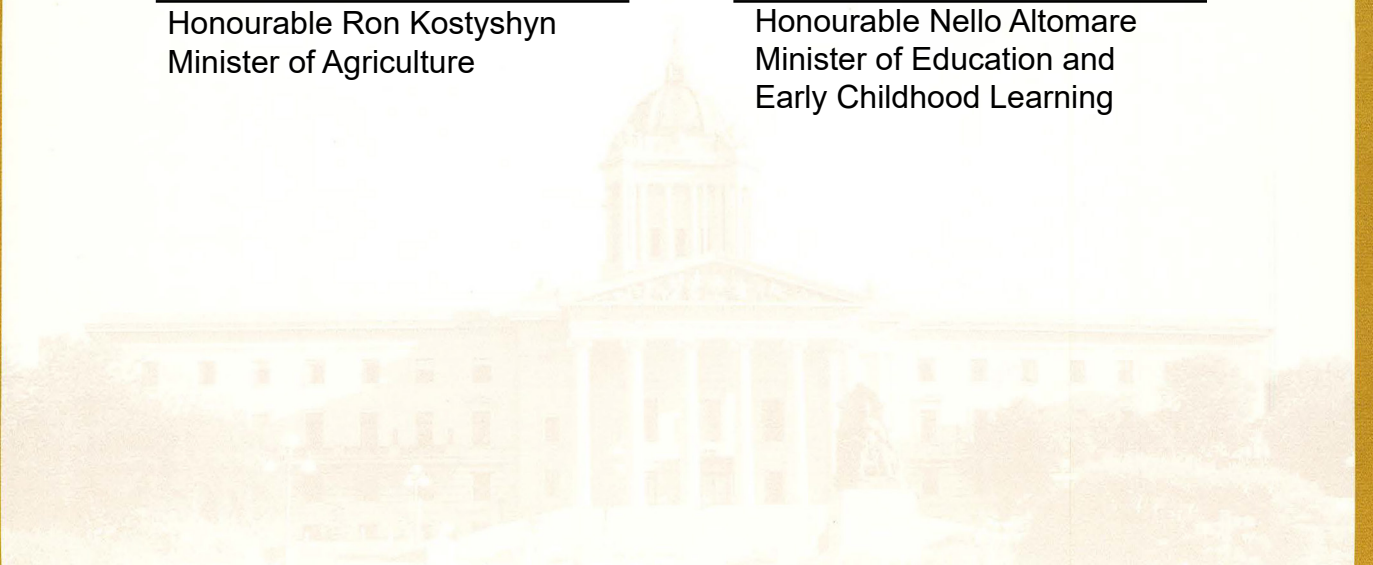 Honourable Ron Kostyshyn
Minister of Agriculture
Honourable Nello Altomare
Minister of Education and
Early Childhood Learning